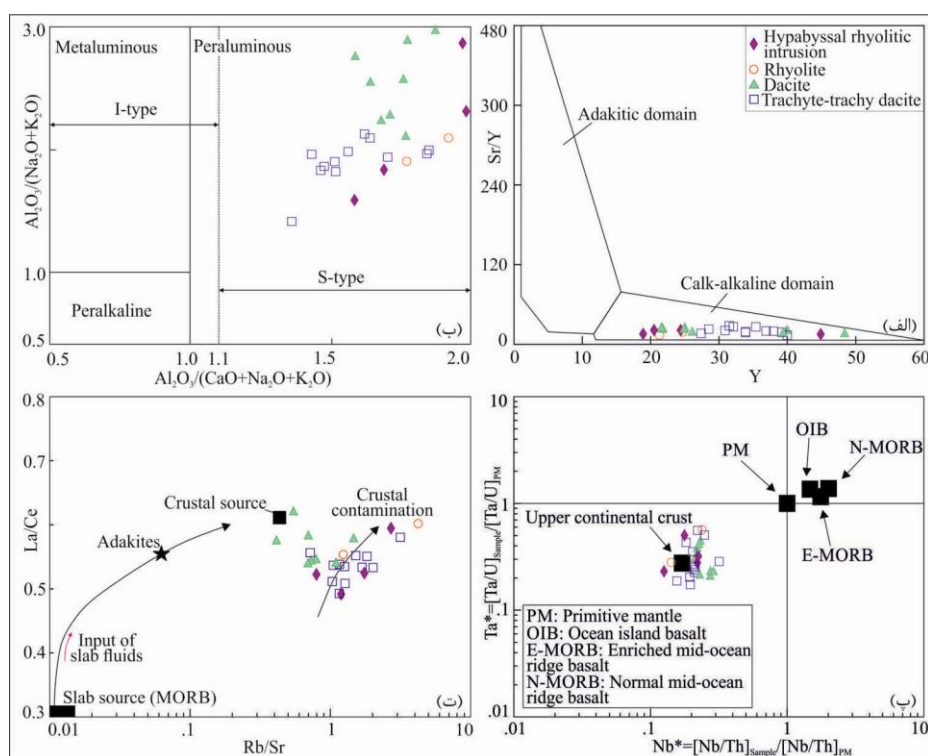 3.0
Metaluminous
Peraluminous
I-type
Al₂O₃/(Na₂O+K₂O)
1.0
S-type
Peralkaline
(ب)
0.5
0.5
1.0
1.1
1.5
2.0
Al₂O₃/(CaO+Na₂O+K₂O)
480
Hypabyssal rhyolitic
intrusion
Rhyolite
Dacite
Trachyte-trachy dacite
400
Adakitic domain
Sr/Y
240
120
Calk-alkaline domain
(الف)
0
0
10
20
30
40
50
60
Y
0.8
0.7
Crustal source
Crustal
contamination
La/Ce
0.6
Adakites
0.5
0.4
Input of
slab fluids
Slab source (MORB)
(ت)
0.3
0.01
0.1
1
10
Rb/Sr
10
OIB
N-MORB
PM
1
E-MORB
Upper continental crust
Ta*=[Ta/U]Sample/[Ta/U]PM
0.1
PM: Primitive mantle
OIB: Ocean island basalt
E-MORB: Enriched mid-ocean
ridge basalt
N-MORB: Normal mid-ocean
ridge basalt
(پ)
.01
.01
0.1
1
10
Nb*=[Nb/Th]Sample/[Nb/Th]PM